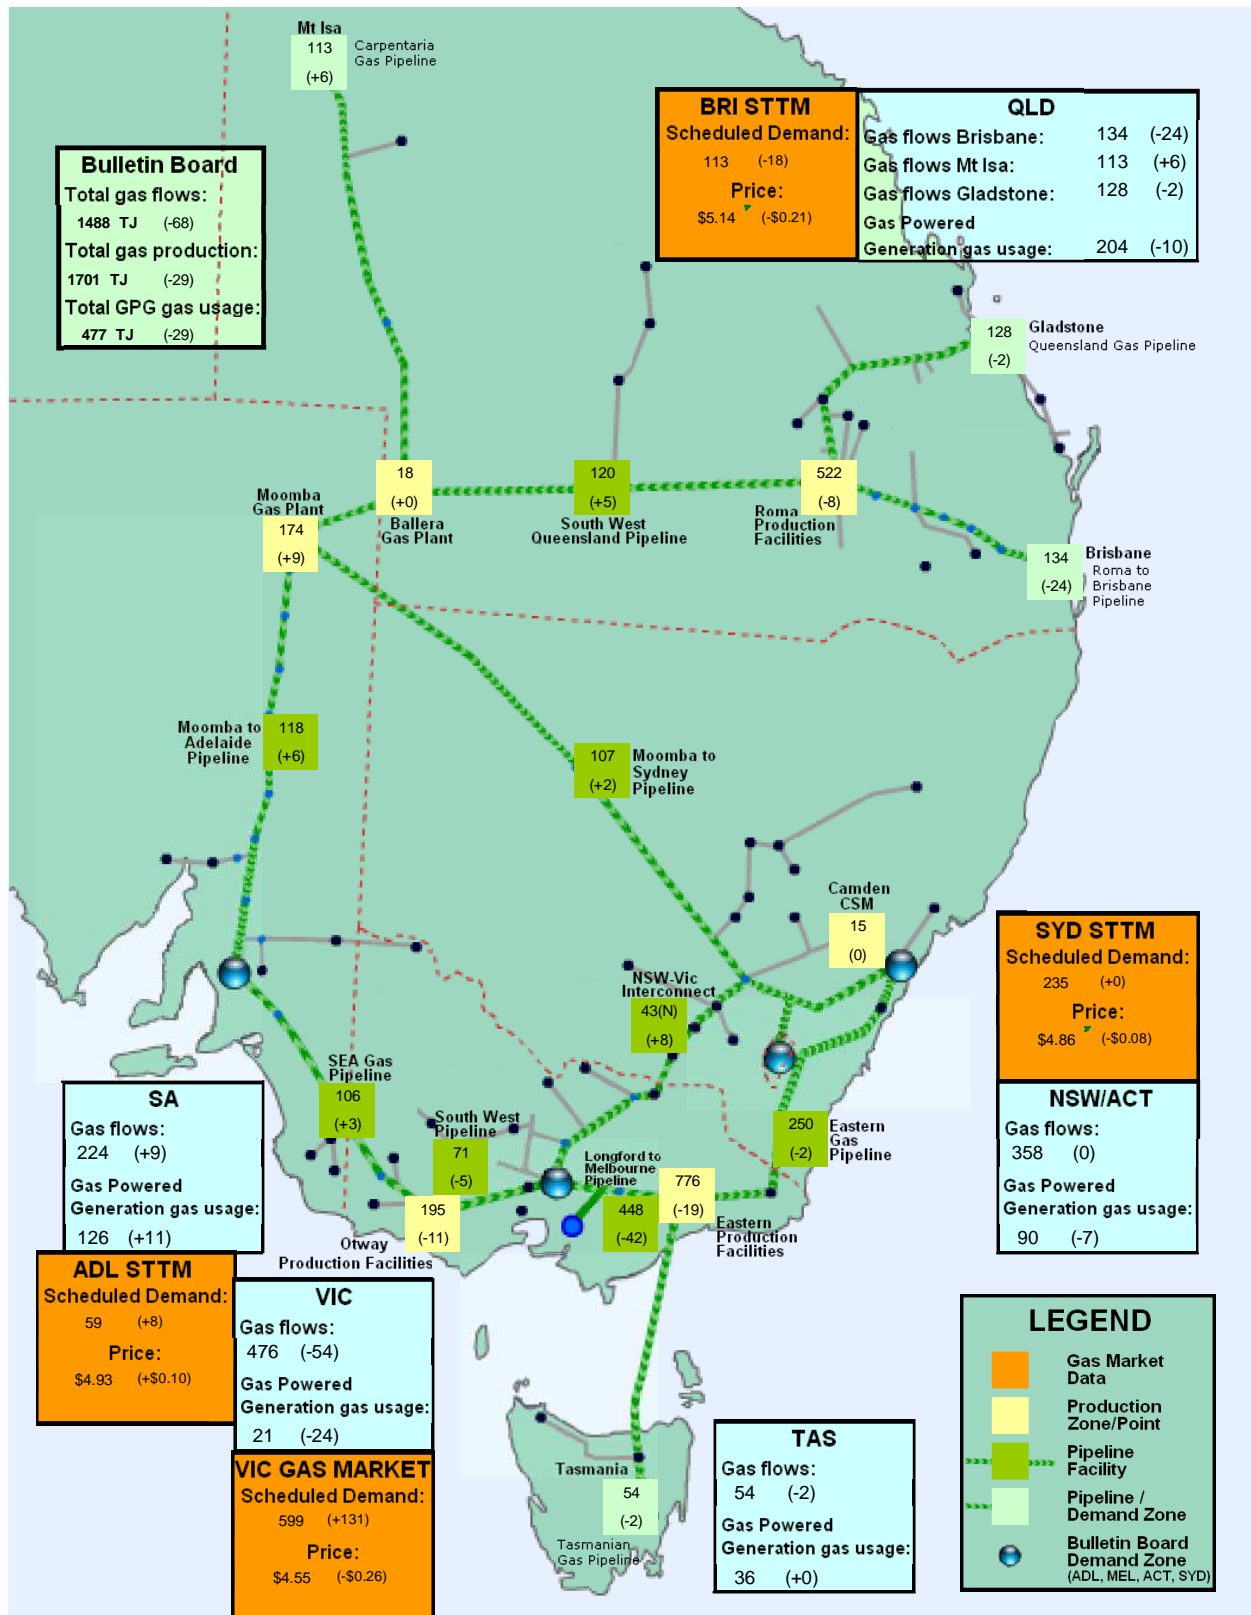 Mt Isa
113
(+6)
Carpentaria
Gas Pipeline
Bulletin Board
Total gas flows:
1488 TJ (-68)
Total gas production:
1701 TJ (-29)
Total GPG gas usage:
477 TJ (-29)
BRI STTM
Scheduled Demand:
113 (-18)
Price:
$5.14 (-$0.21)
QLD
Gas flows Brisbane: 134 (-24)
Gas flows Mt Isa: 113 (+6)
Gas flows Gladstone: 128 (-2)
Gas Powered
Generation gas usage: 204 (-10)
128
(-2)
Gladstone
Queensland Gas Pipeline
Moomba
Gas Plant
174
(+9)
18
(+0)
Ballera
Gas Plant
120
(+5)
South West
Queensland Pipeline
522
(-8)
Roma
Production
Facilities
134
(-24)
Brisbane
Roma to
Brisbane
Pipeline
Moomba to
Adelaide
Pipeline
118
(+6)
107
(+2)
Moomba to
Sydney
Pipeline
Camden
CSM
15
(0)
NSW-Vic
Interconnect
43(N)
(+8)
SYD STTM
Scheduled Demand:
235 (+0)
Price:
$4.86 (-$0.08)
NSW/ACT
Gas flows:
358 (0)
Gas Powered
Generation gas usage:
90 (-7)
SEA Gas
Pipeline
106
(+3)
South West
Pipeline
71
(-5)
Longford to
Melbourne
Pipeline
448
(-42)
776
(-19)
Eastern
Production
Facilities
250
(-2)
Eastern
Gas
Pipeline
195
(-11)
Otway
Production Facilities
SA
Gas flows:
224 (+9)
Gas Powered
Generation gas usage:
126 (+11)
ADL STTM
Scheduled Demand:
59 (+8)
Price:
$4.93 (+$0.10)
VIC
Gas flows:
476 (-54)
Gas Powered
Generation gas usage:
21 (-24)
VIC GAS MARKET
Scheduled Demand:
599 (+131)
Price:
$4.55 (-$0.26)
Tasmania
54
(-2)
Tasmanian
Gas Pipeline
TAS
Gas flows:
54 (-2)
Gas Powered
Generation gas usage:
36 (+0)
LEGEND
Gas Market
Data
Production
Zone/Point
Pipeline
Facility
Pipeline /
Demand Zone
Bulletin Board
Demand Zone
(ADL, MEL, ACT, SYD)